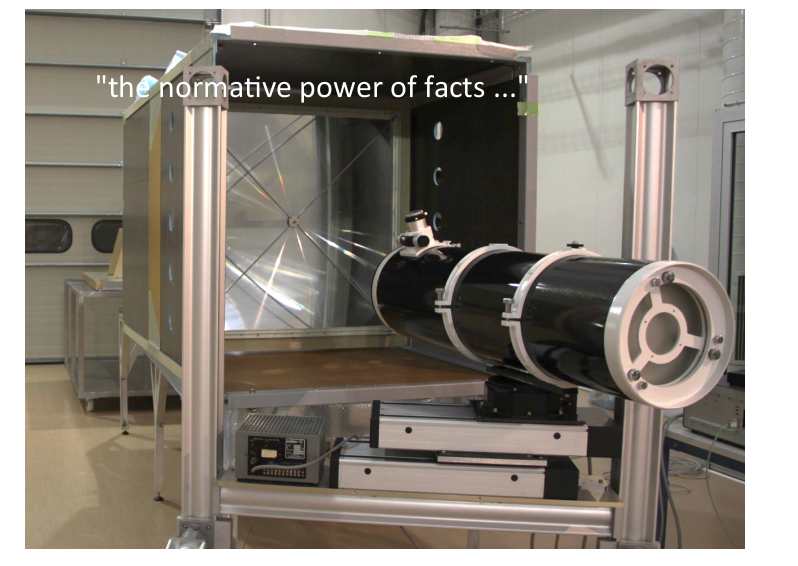 "the normative power of facts ..."